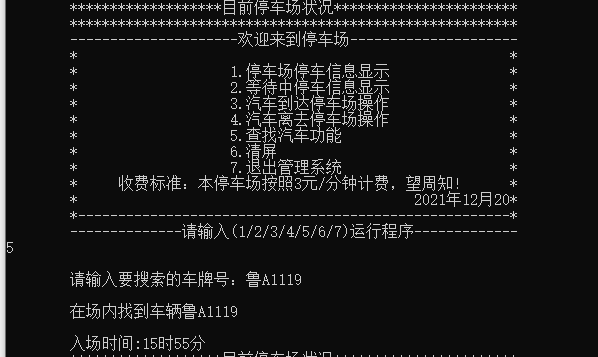 *******************目前停车场状况***********************
********************************************************
---------------------欢迎来到停车场---------------------
* *
* 1.停车场停车信息显示 *
* 2.等待中停车信息显示 *
* 3.汽车到达停车场操作 *
* 4.汽车离去停车场操作 *
* 5.查找汽车功能 *
* 6.清屏 *
* 7.退出管理系统 *
* 收费标准：本停车场按照3元/分钟计费，望周知! *
* 2021年12月20*
*------------------------------------------------------*
--------------请输入(1/2/3/4/5/6/7)运行程序-------------
5
请输入要搜索的车牌号：鲁A1119
在场内找到车辆鲁A1119
入场时间:15时55分
*******************目前停车场状况***********************